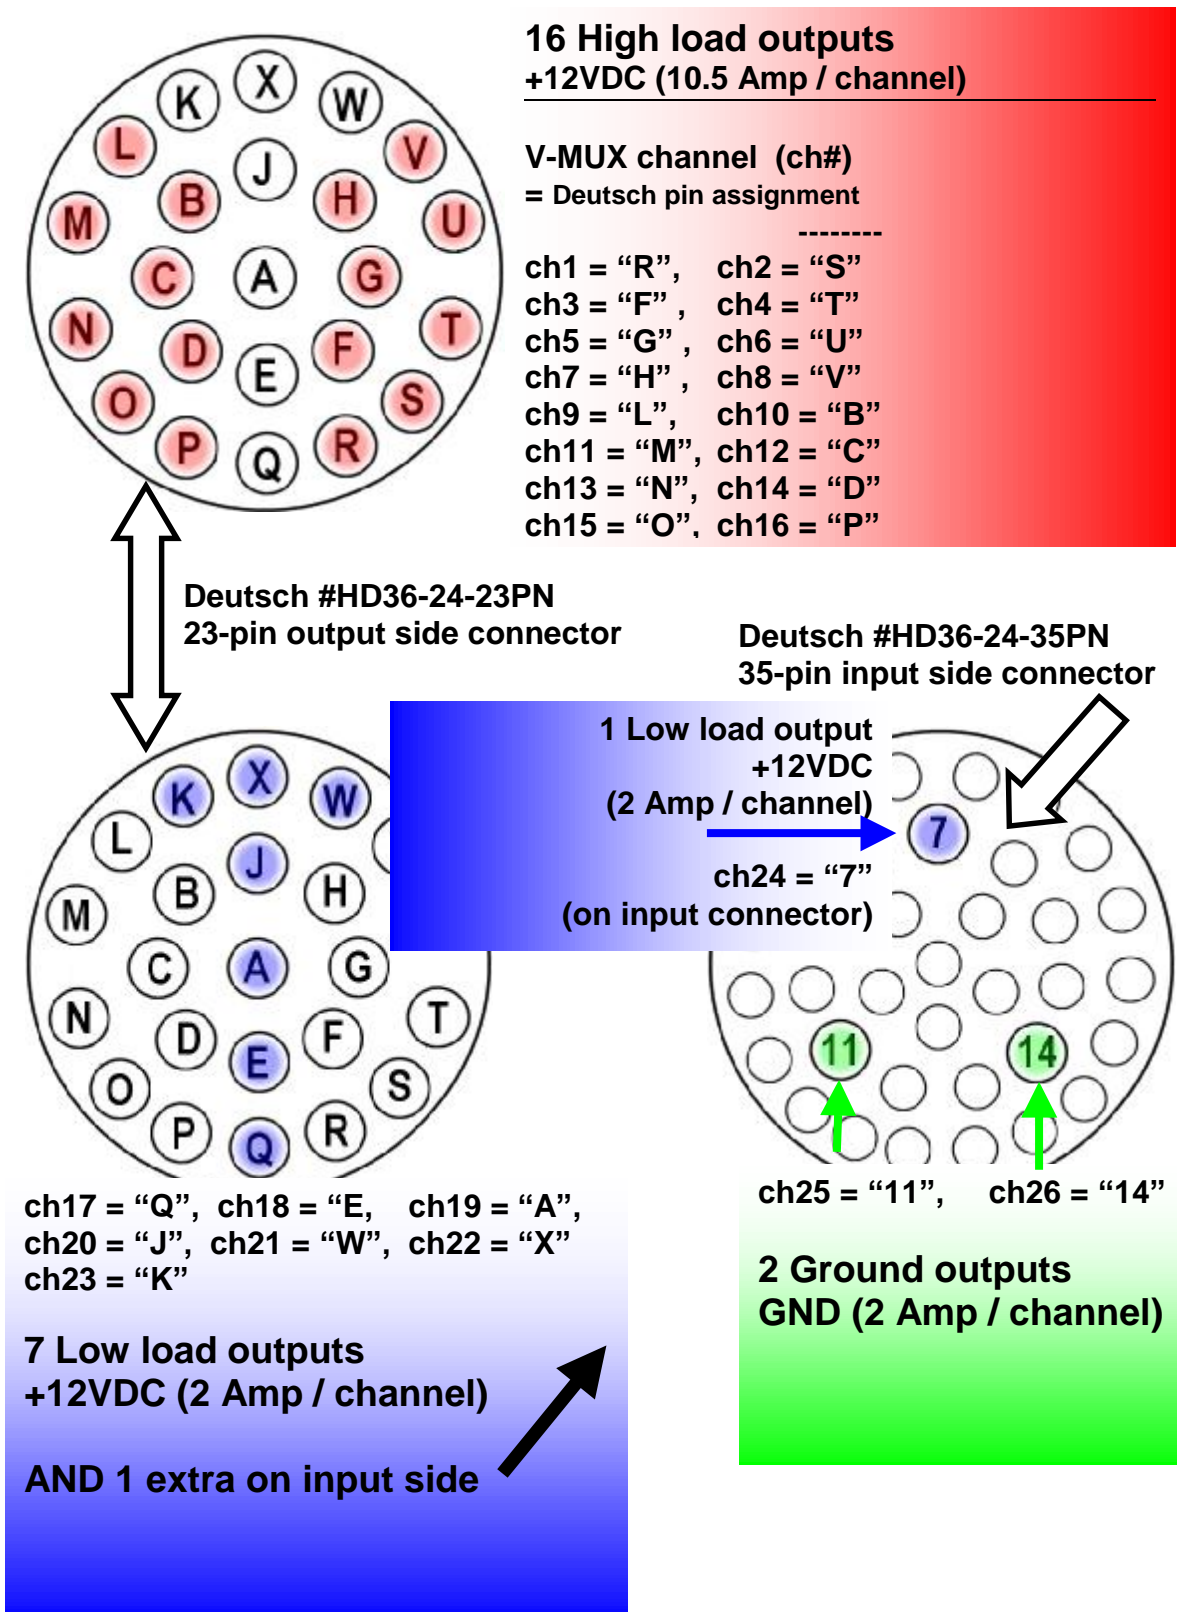 16 High load outputs
+12VDC (10.5 Amp / channel)
V-MUX channel  (ch#)
= Deutsch pin assignment
--------
ch1 = “R”,    ch2 = “S”
ch3 = “F” ,   ch4 = “T”
ch5 = “G” ,   ch6 = “U”
ch7 = “H” ,   ch8 = “V”
ch9 = “L”,    ch10 = “B”
ch11 = “M”,  ch12 = “C”
ch13 = “N”,  ch14 = “D”
ch15 = “O”,  ch16 = “P”
X
K W
L V
J
B H
M U
C A G
N T
D F
E
O S
P R
Q
Deutsch #HD36-24-23PN
23-pin output side connector
Deutsch #HD36-24-35PN
35-pin input side connector
1 Low load output
+12VDC
(2 Amp / channel)
ch24 = “7”
(on input connector)
X
K W
L
J
B H
M
C A G
N T
D F
E
O S
P R
Q
7
11 14
ch17 = “Q”,  ch18 = “E,    ch19 = “A”,
ch20 = “J”,  ch21 = “W”,  ch22 = “X”
ch23 = “K”
7 Low load outputs
+12VDC (2 Amp / channel)
AND 1 extra on input side
ch25 = “11”,     ch26 = “14”
2 Ground outputs
GND (2 Amp / channel)